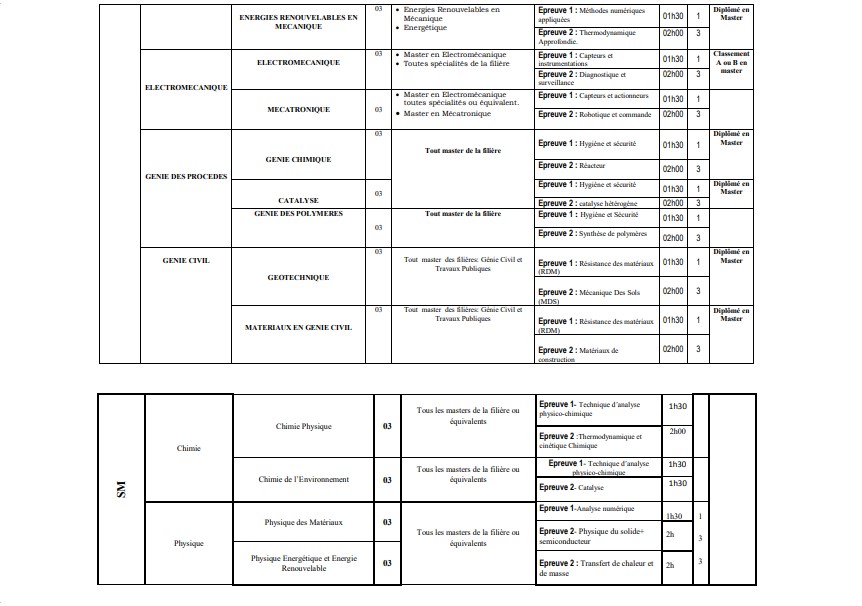 ENERGIES RENOUVELABLES EN
MECANIQUE
03
• Energies Renouvelables en
Mécanique
• Energétique
Epreuve 1 : Méthodes numériques
appliquées
01h30
1
Diplômé en
Master
Epreuve 2 : Thermodynamique
Approfondie.
02h00
3
ELECTROMECANIQUE
ELECTROMECANIQUE
03
• Master en Electromécanique
• Toutes spécialités de la filière
Epreuve 1 : Capteurs et
instrumentations
01h30
1
Classement
A ou B en
master
Epreuve 2 : Diagnostique et
surveillance
02h00
3
MECATRONIQUE
03
• Master en Electromécanique
toutes spécialités ou équivalent.
• Master en Mécatronique
Epreuve 1 : Capteurs et actionneurs
01h30
1
Epreuve 2 : Robotique et commande
02h00
3
GENIE DES PROCEDES
GENIE CHIMIQUE
03
Tout master de la filière
Epreuve 1 : Hygiène et sécurité
01h30
1
Diplômé en
Master
Epreuve 2 : Réacteur
02h00
3
CATALYSE
03
Epreuve 1 : Hygiène et sécurité
01h30
1
Diplômé en
Master
Epreuve 2 : catalyse hétérogène
02h00
3
GENIE DES POLYMERES
03
Tout master de la filière
Epreuve 1 : Hygiène et Sécurité
01h30
1
Epreuve 2 : Synthèse de polymères
02h00
3
GENIE CIVIL
GEOTECHNIQUE
03
Tout master des filières: Génie Civil et
Travaux Publiques
Epreuve 1 : Résistance des matériaux
(RDM)
01h30
1
Diplômé en
Master
Epreuve 2 : Mécanique Des Sols
(MDS)
02h00
3
MATERIAUX EN GENIE CIVIL
03
Tout master des filières: Génie Civil et
Travaux Publiques
Epreuve 1 : Résistance des matériaux
(RDM)
01h30
1
Diplômé en
Master
Epreuve 2 : Matériaux de
construction
02h00
3
SM
Chimie
Chimie Physique
03
Tous les masters de la filière ou
équivalents
Epreuve 1- Technique d'analyse
physico-chimique
1h30
Epreuve 2 :Thermodynamique et
cinétique Chimique
2h00
Chimie de l'Environnement
03
Tous les masters de la filière ou
équivalents
Epreuve 1- Technique d'analyse
physico-chimique
1h30
Epreuve 2- Catalyse
1h30
Physique
Physique des Matériaux
03
Tous les masters de la filière ou
équivalents
Epreuve 1-Analyse numérique
1h30
1
Epreuve 2- Physique du solide+
semiconducteur
2h
3
Physique Energétique et Energie
Renouvelable
03
Epreuve 2 : Transfert de chaleur et
de masse
2h
3